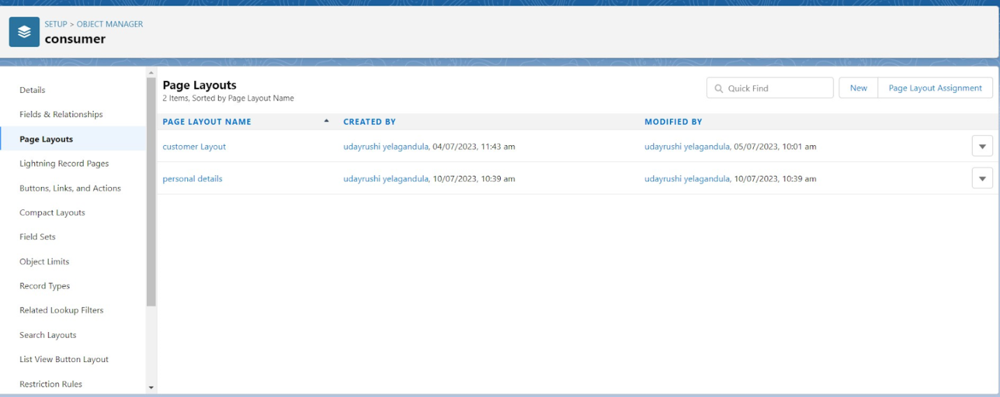 SETUP > OBJECT MANAGER
consumer
Details
Fields & Relationships
Page Layouts
Lightning Record Pages
Buttons, Links, and Actions
Compact Layouts
Field Sets
Object Limits
Record Types
Related Lookup Filters
Search Layouts
List View Button Layout
Restriction Rules
Page Layouts
2 Items, Sorted by Page Layout Name
Quick Find
New
Page Layout Assignment
PAGE LAYOUT NAME CREATED BY MODIFIED BY
customer Layout udayrushi yelagandula, 04/07/2023, 11:43 am udayrushi yelagandula, 05/07/2023, 10:01 am
personal details udayrushi yelagandula, 10/07/2023, 10:39 am udayrushi yelagandula, 10/07/2023, 10:39 am